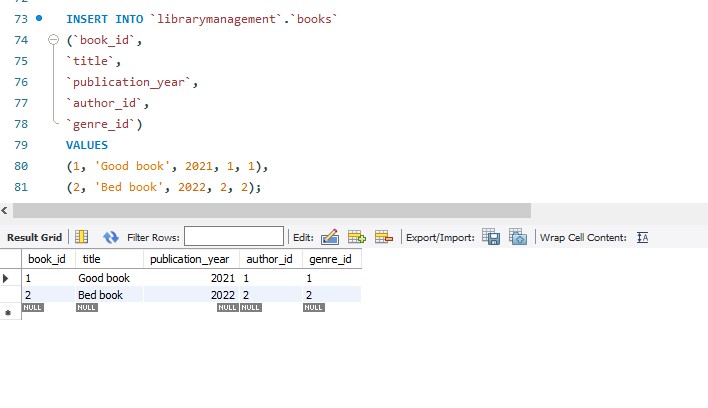 72
73 INSERT INTO `librarymanagement`.`books`
74 (`book_id`,
75 `title`,
76 `publication_year`,
77 `author_id`,
78 `genre_id`)
79 VALUES
80 (1, 'Good book', 2021, 1, 1),
81 (2, 'Bed book', 2022, 2, 2);
Result Grid Filter Rows: Edit: Export/Import: Wrap Cell Content: IA
book_id title publication_year author_id genre_id
1 Good book 2021 1 1
2 Bed book 2022 2 2
NULL NULL NULL NULL NULL